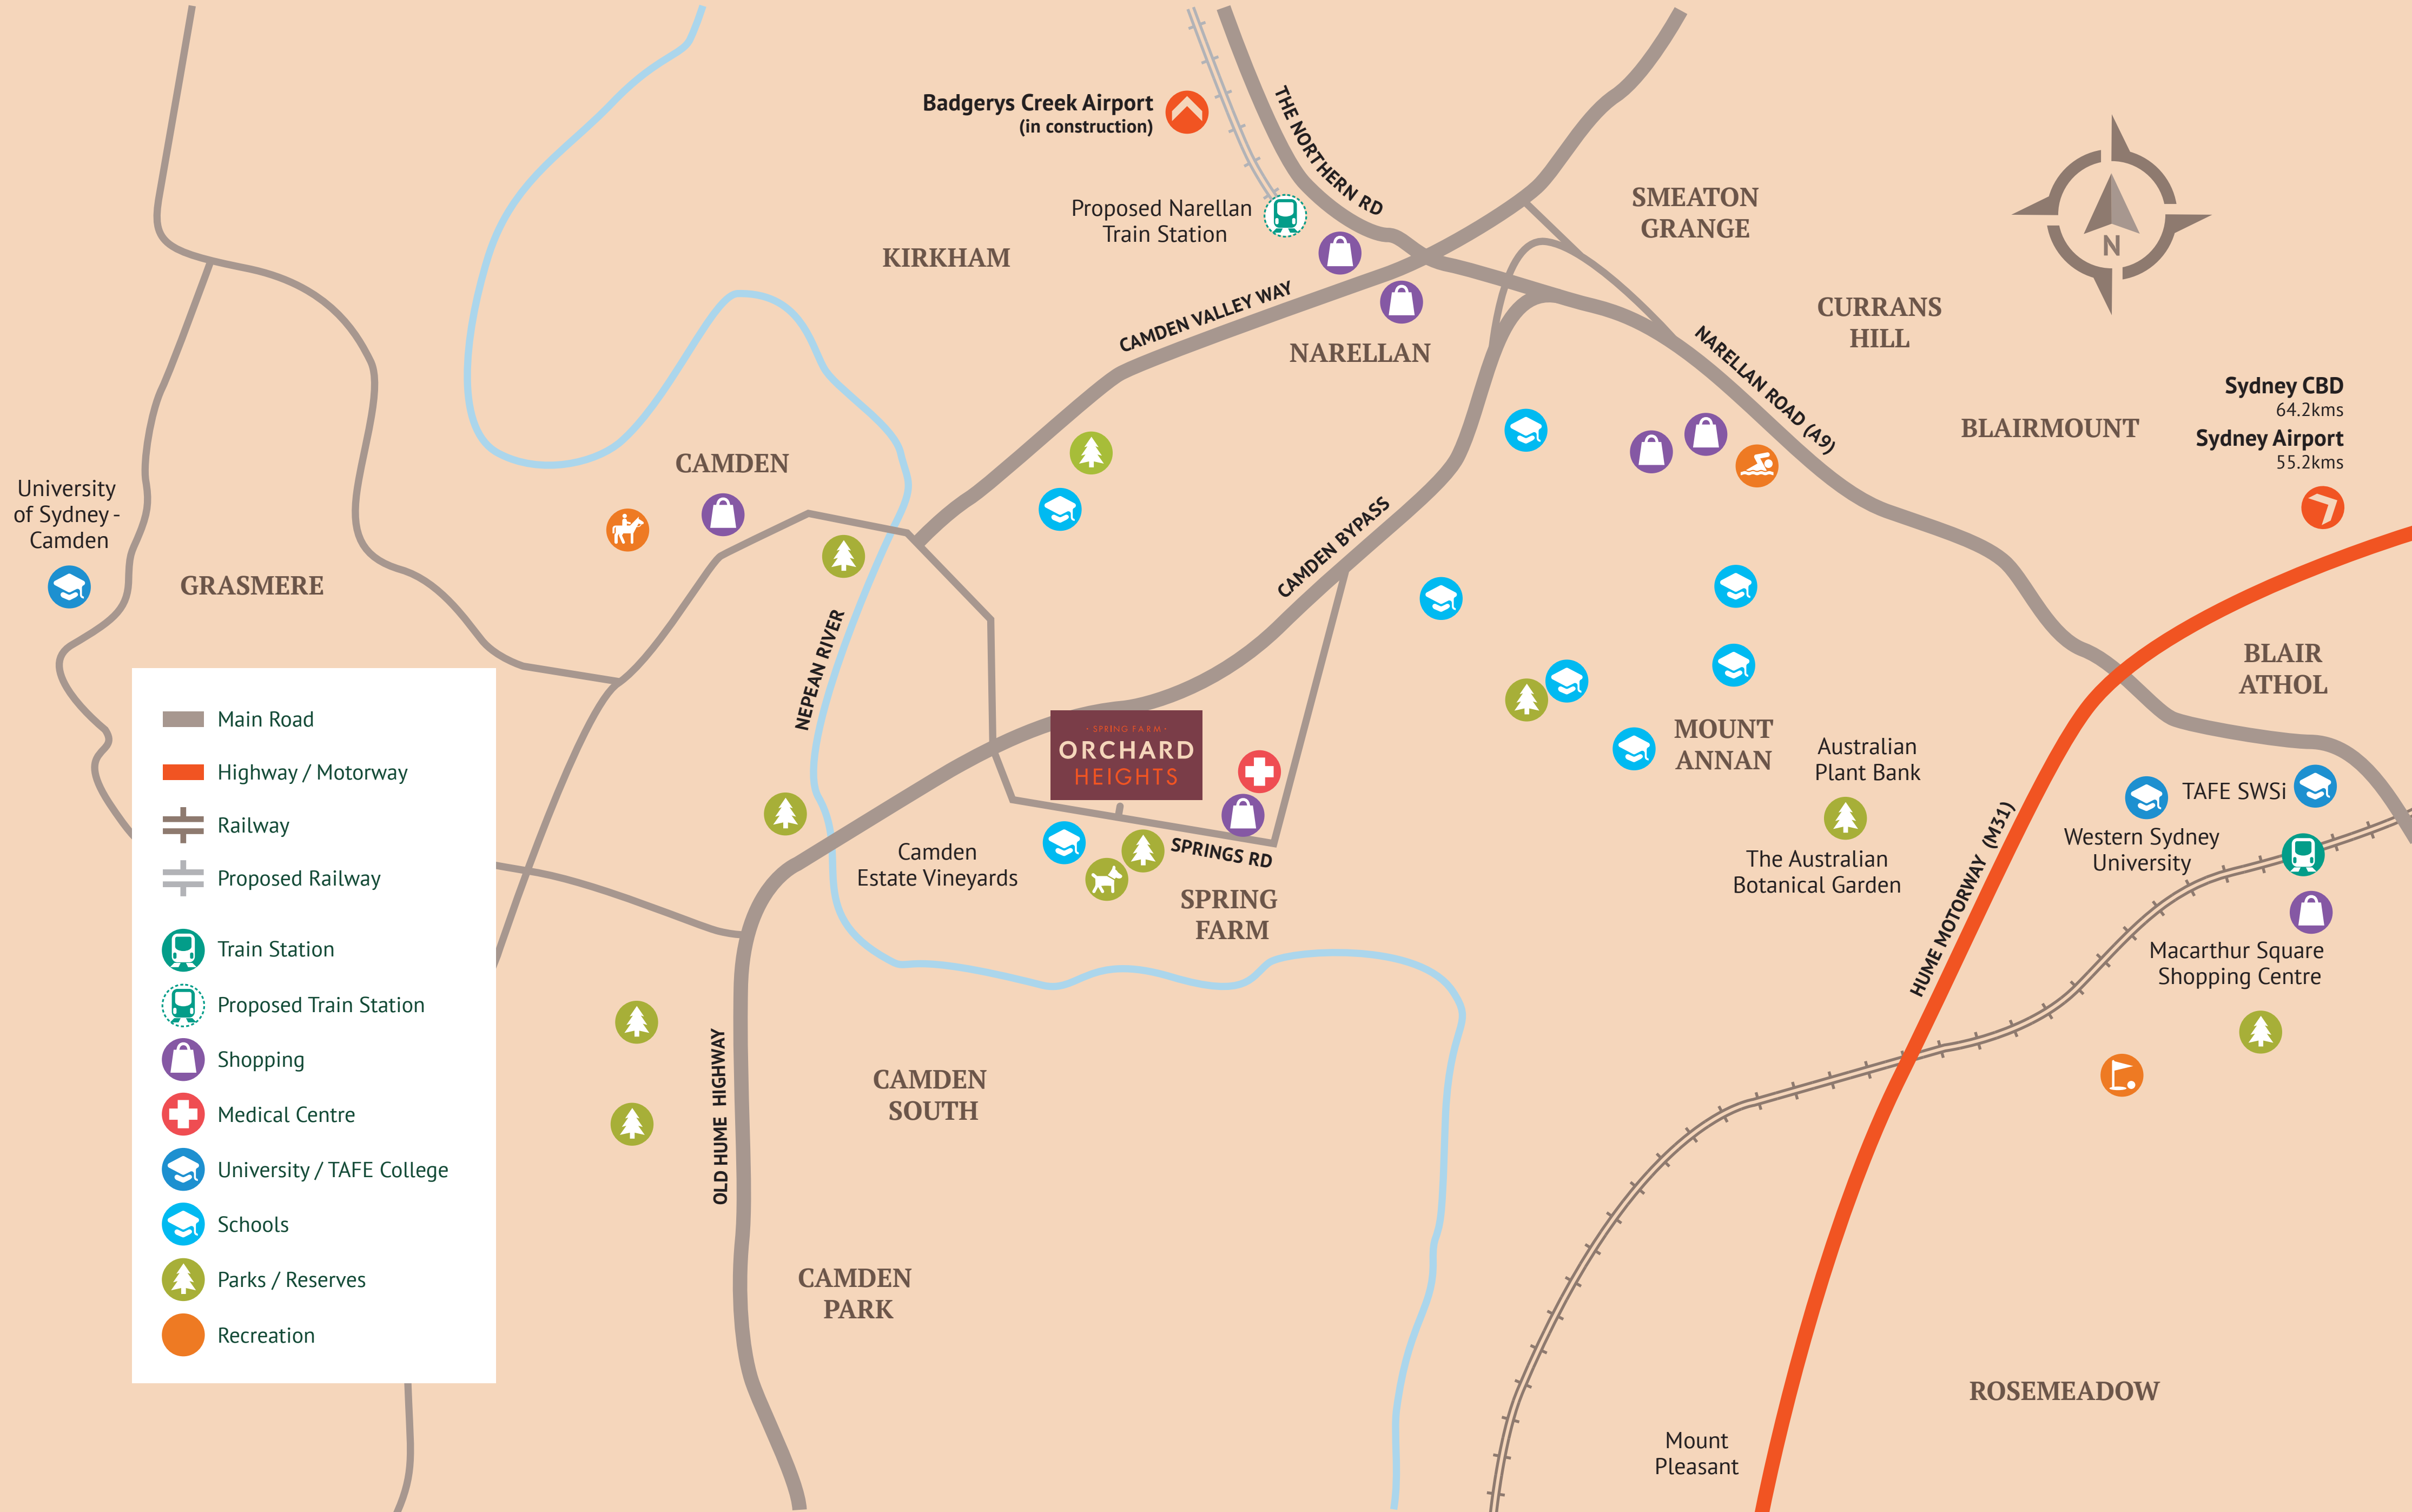 Badgerys Creek Airport
(in construction)
THE NORTHERN RD
Proposed Narellan
Train Station
SMEATON
GRANGE
KIRKHAM
N
CAMDEN VALLEY WAY
CURRANS
HILL
NARELLAN
NARELLAN ROAD (A9)
Sydney CBD
64.2kms
Sydney Airport
55.2kms
BLAIRMOUNT
CAMDEN
University
of Sydney -
Camden
GRASMERE
CAMDEN BYPASS
NEPEAN RIVER
BLAIR
ATHOL
- SPRING FARM -
ORCHARD
HEIGHTS
MOUNT
ANNAN
Australian
Plant Bank
The Australian
Botanical Garden
TAFE SWSi
Western Sydney
University
HUME MOTORWAY (M31)
Camden
Estate Vineyards
SPRINGS RD
SPRING
FARM
Macarthur Square
Shopping Centre
OLD HUME HIGHWAY
CAMDEN
SOUTH
CAMDEN
PARK
ROSEMEADOW
Mount
Pleasant
Main Road
Highway / Motorway
Railway
Proposed Railway
Train Station
Proposed Train Station
Shopping
Medical Centre
University / TAFE College
Schools
Parks / Reserves
Recreation